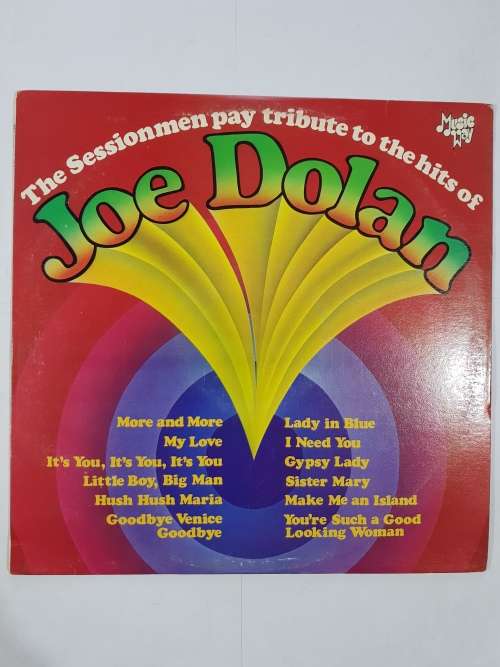 Music
Way
The Sessionmen pay tribute to the hits of
Joe Dolan
More and More
My Love
It's You, It's You, It's You
Little Boy, Big Man
Hush Hush Maria
Goodbye Venice
Goodbye
Lady in Blue
I Need You
Gypsy Lady
Sister Mary
Make Me an Island
You're Such a Good
Looking Woman